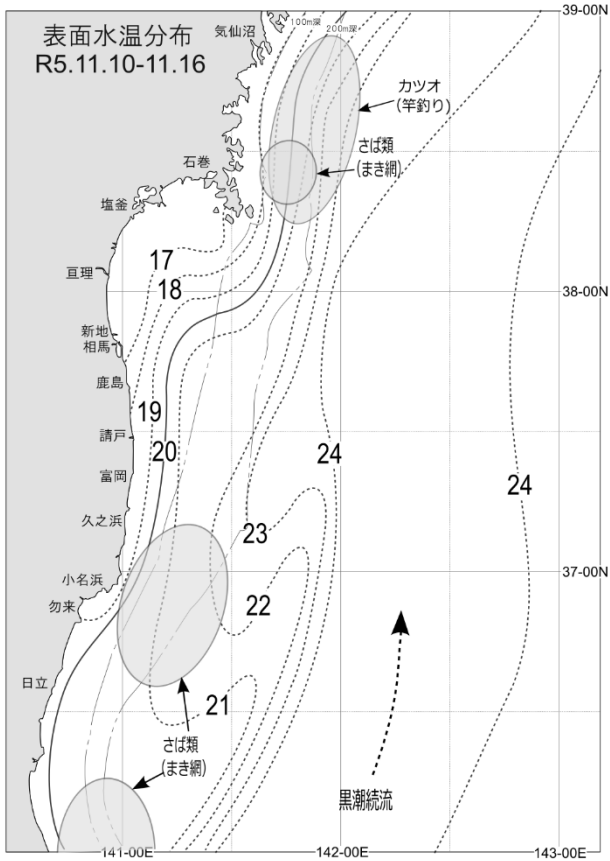 表面水温分布
R5.11.10-11.16
気仙沼
100m深
200m深
39-00N
カツオ
(竿釣り)
さば類
(まき網)
石巻
塩釜
17
亘理
18
38-00N
新地
相馬
鹿島
19
請戸
20
24
富岡
24
久之浜
23
37-00N
小名浜
22
勿来
日立
21
さば類
(まき網)
黒潮続流
141-00E
142-00E
143-00E